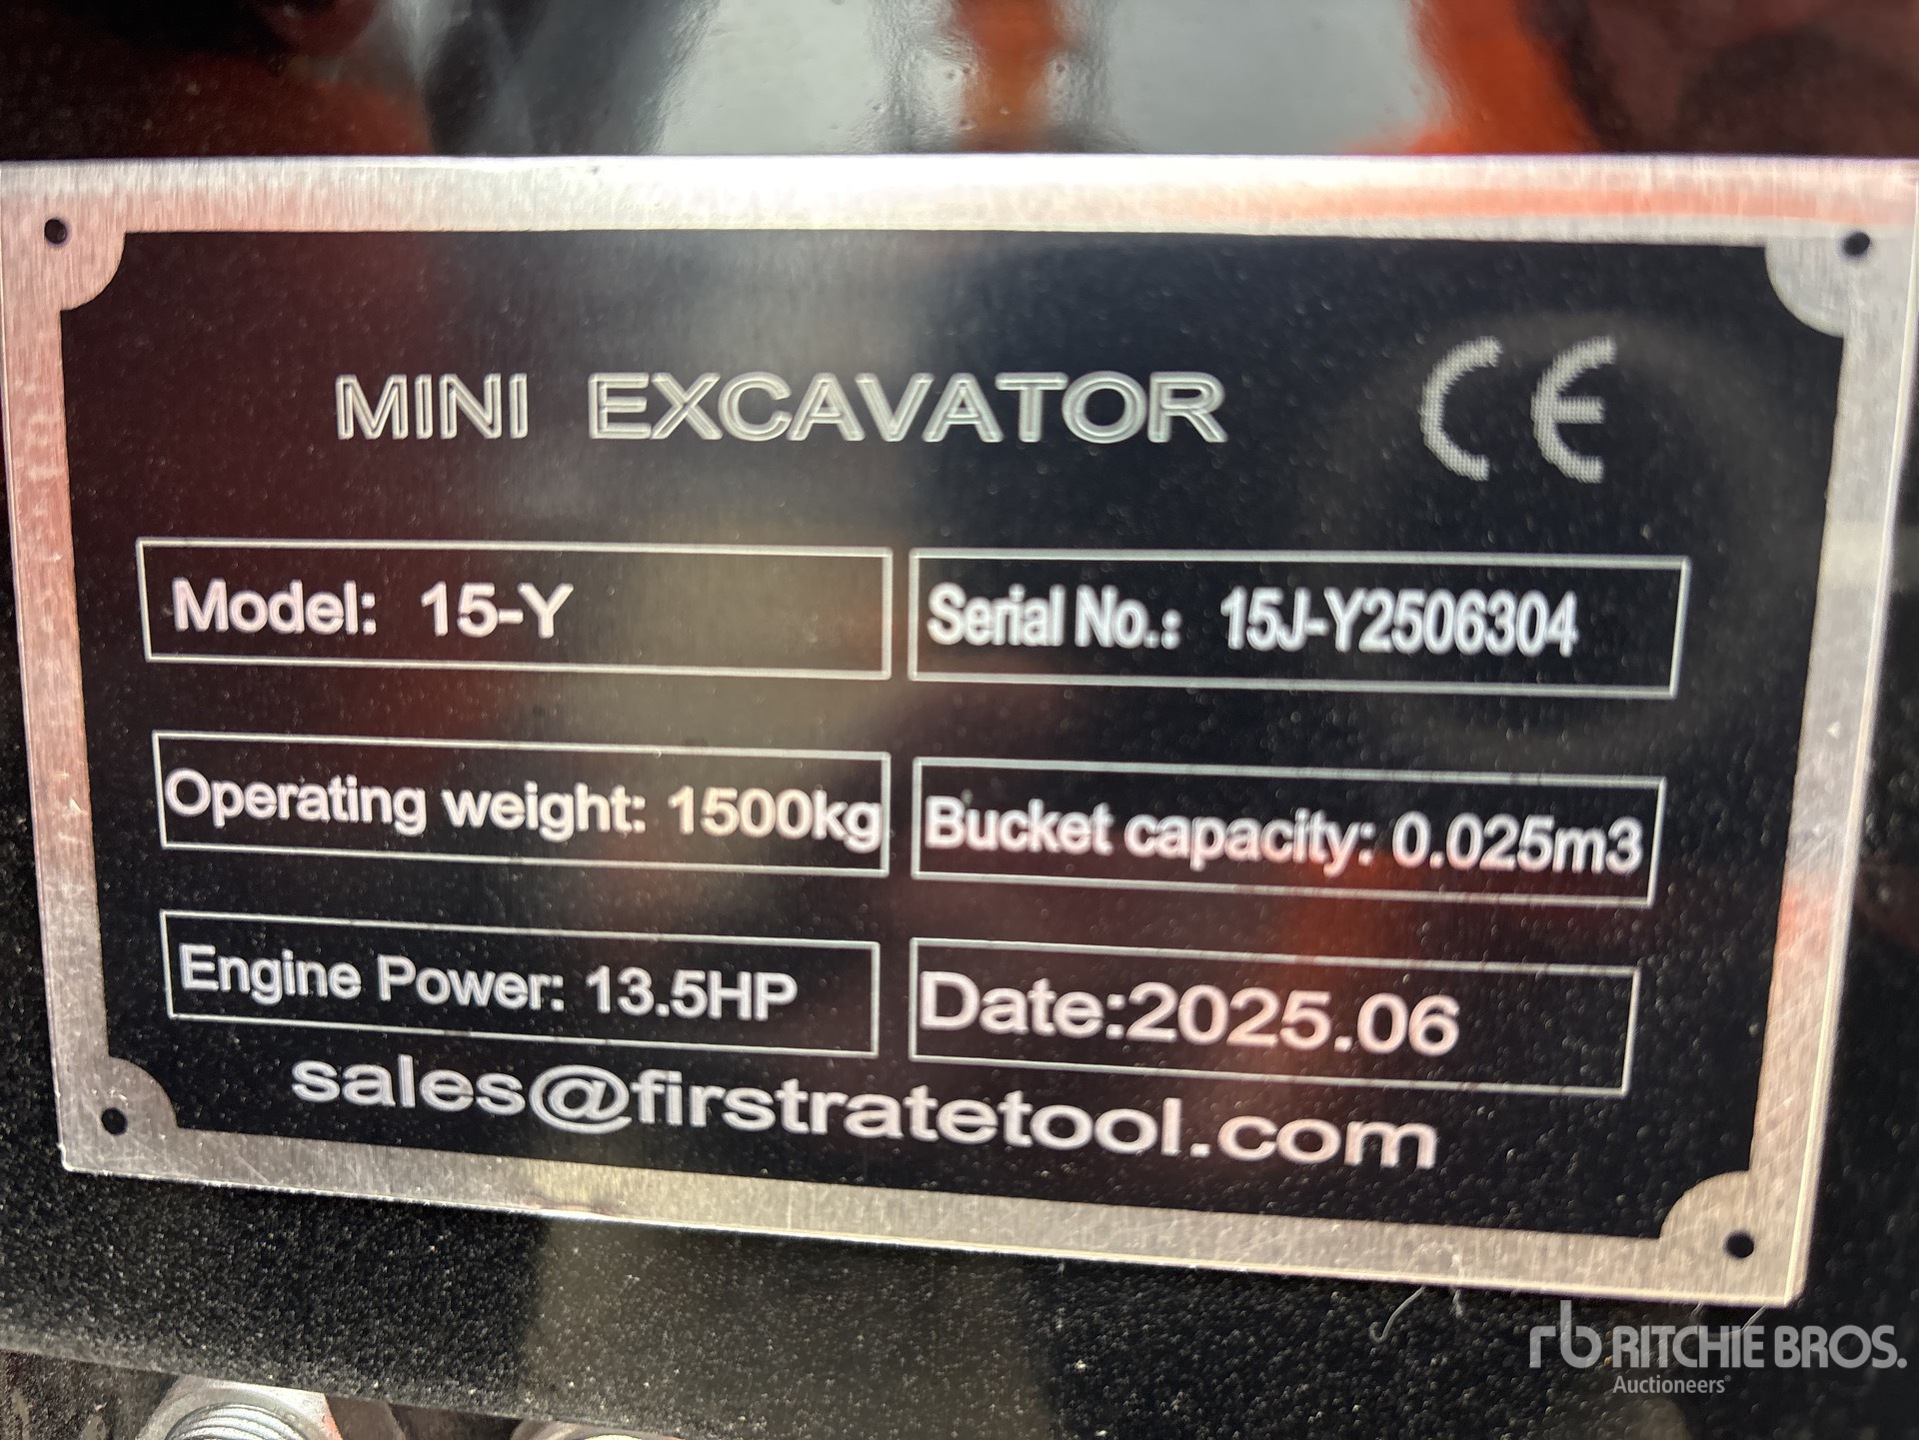 MINI EXCAVATOR CE
Model: 15-Y
Serial No.: 15J-Y2506304
Operating weight: 1500kg
Bucket capacity: 0.025m3
Engine Power: 13.5HP
Date:2025.06
sales@firstratetool.com
rb RITCHIE BROS.
Auctioneers